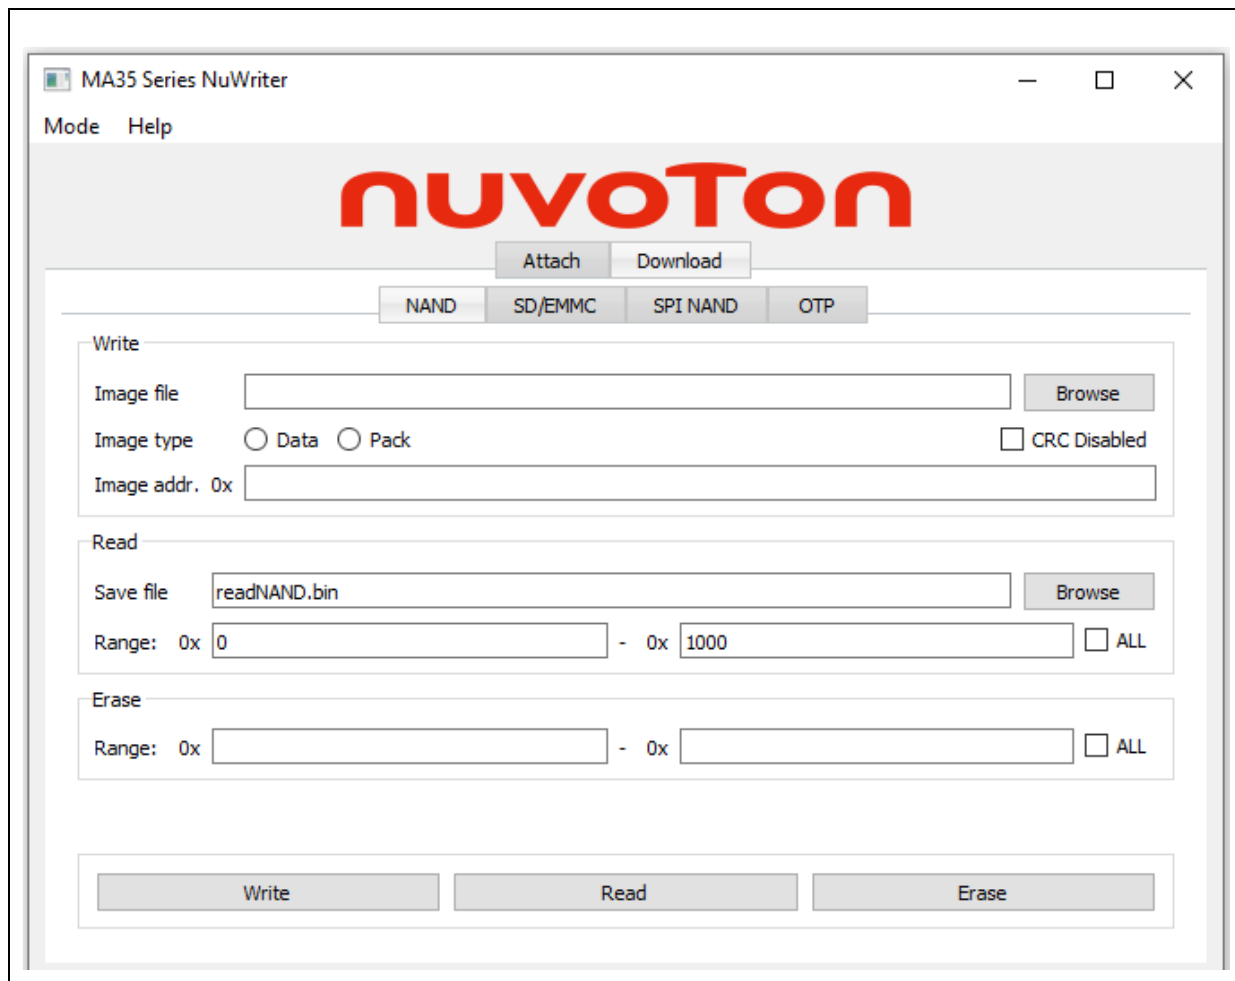 MA35 Series NuWriter
Mode Help
nuvoTon
Attach Download
NAND SD/EMMC SPI NAND OTP
Write
Image file Browse
Image type Data Pack CRC Disabled
Image addr. 0x
Read
Save file readNAND.bin Browse
Range: 0x 0 - 0x 1000 ALL
Erase
Range: 0x - 0x ALL
Write Read Erase